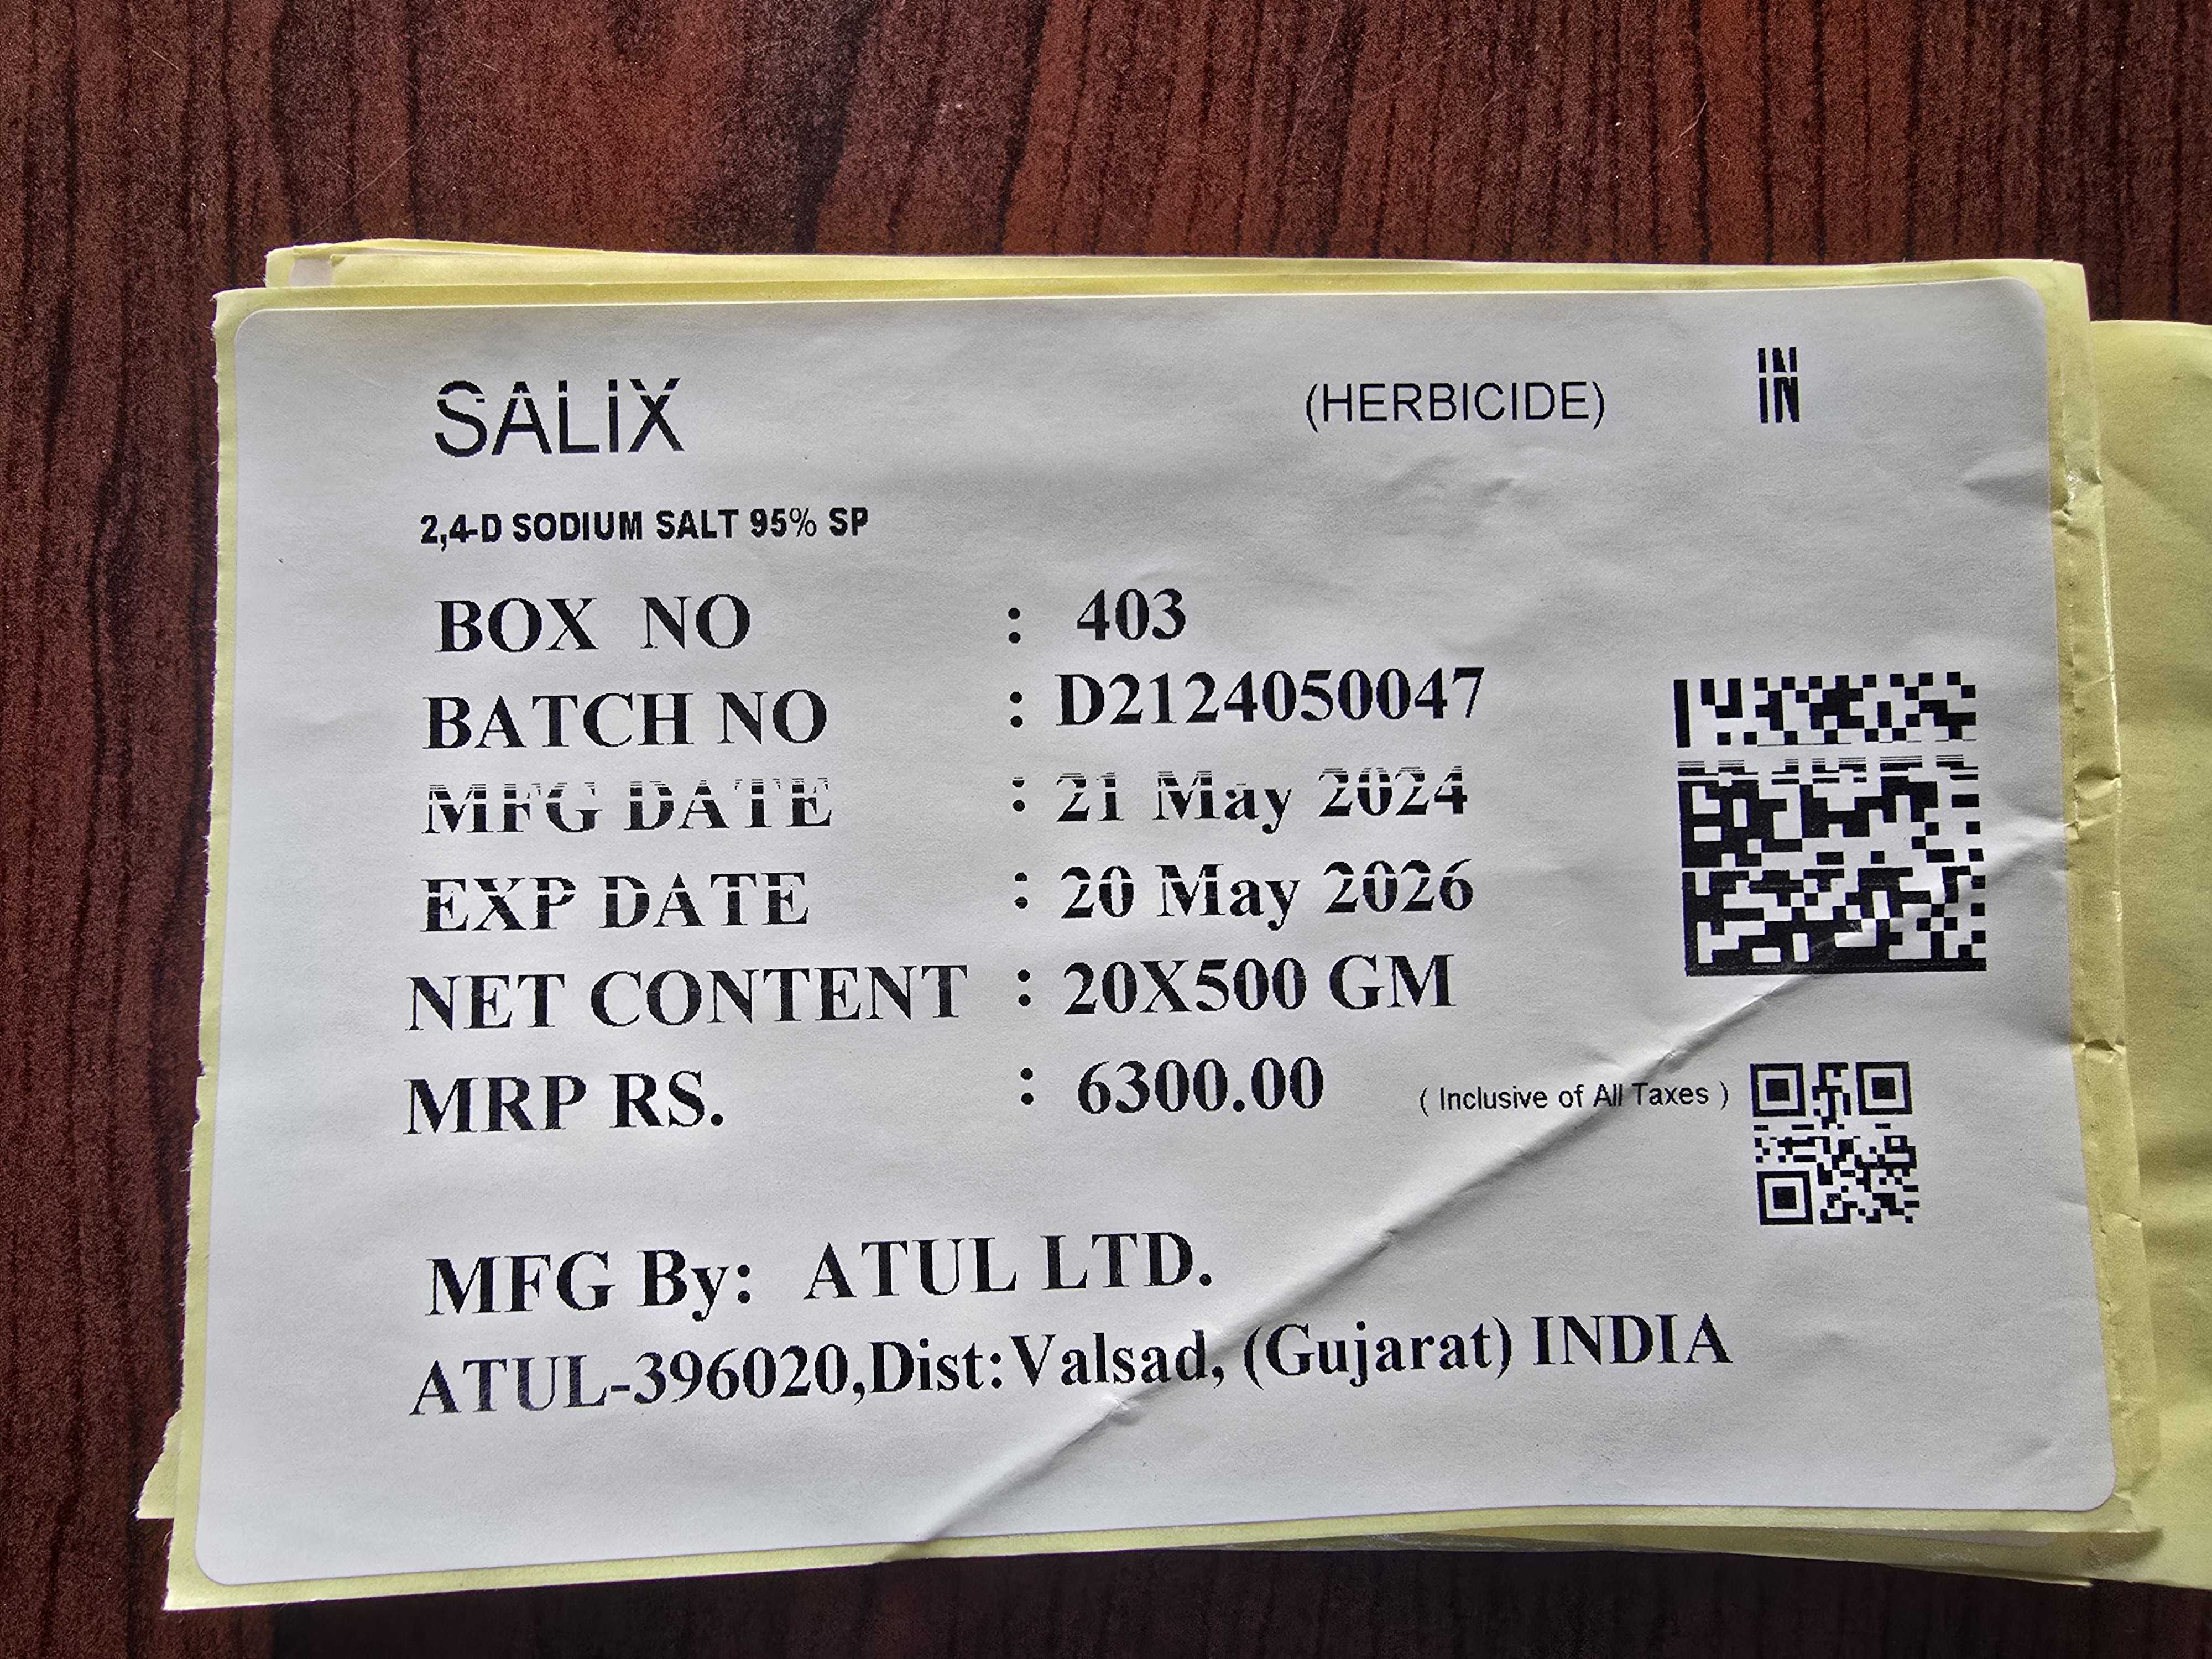 SALiX (HERBICIDE) IN
2,4-D SODIUM SALT 95% SP
BOX NO : 403
BATCH NO : D2124050047
MFG DATE : 21 May 2024
EXP DATE : 20 May 2026
NET CONTENT : 20X500 GM
MRP RS. : 6300.00 ( Inclusive of All Taxes )
MFG By: ATUL LTD.
ATUL-396020,Dist:Valsad, (Gujarat) INDIA